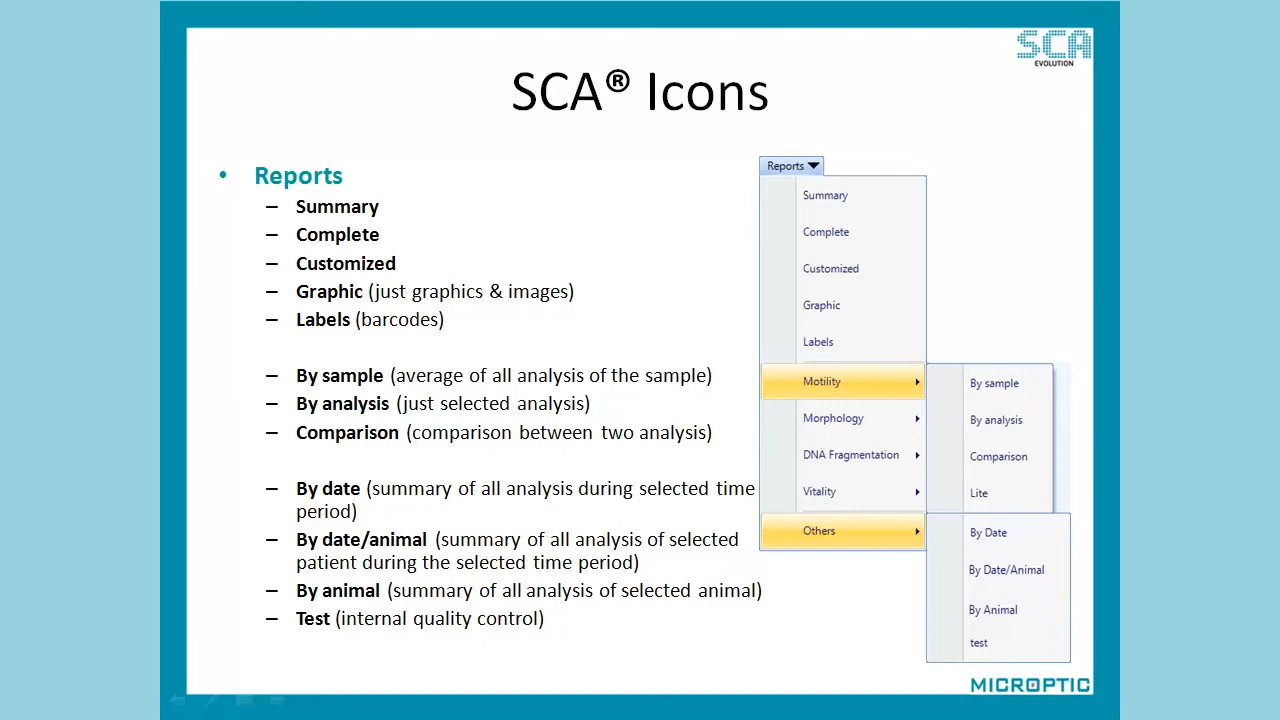 SCA
EVOLUTION
SCA® Icons
• Reports
– Summary
– Complete
– Customized
– Graphic (just graphics & images)
– Labels (barcodes)
– By sample (average of all analysis of the sample)
– By analysis (just selected analysis)
– Comparison (comparison between two analysis)
– By date (summary of all analysis during selected time
period)
– By date/animal (summary of all analysis of selected
patient during the selected time period)
– By animal (summary of all analysis of selected animal)
– Test (internal quality control)
Reports
Summary
Complete
Customized
Graphic
Labels
Motility
Morphology
DNA Fragmentation
Vitality
Others
By sample
By analysis
Comparison
Lite
By Date
By Date/Animal
By Animal
test
MICROPTIC